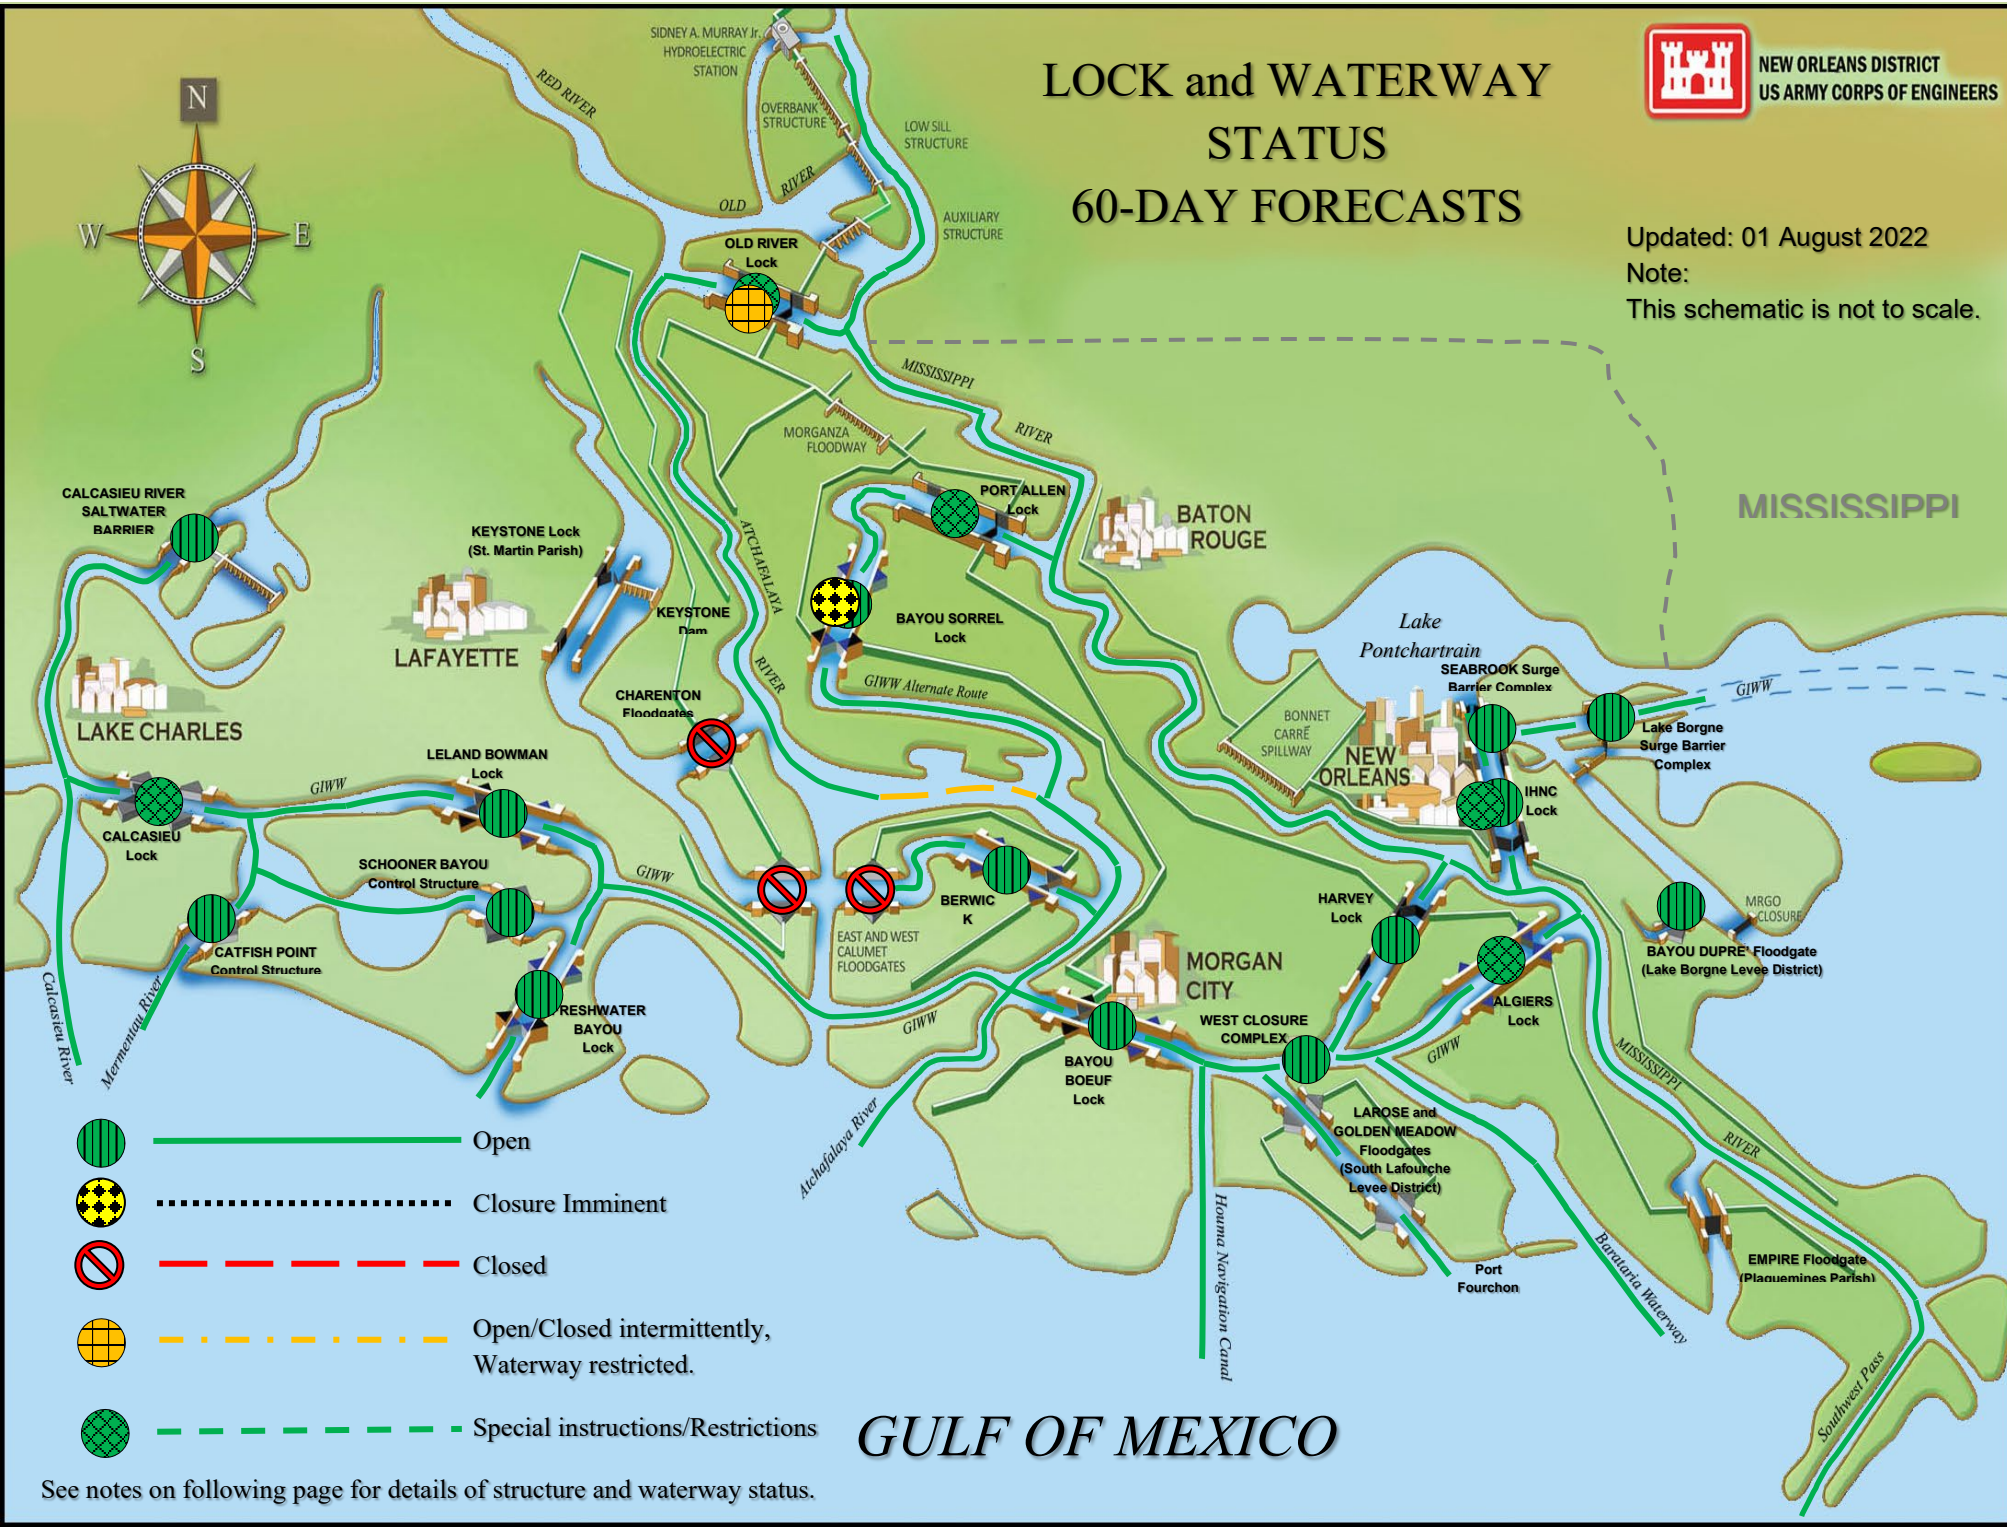 SIDNEY A. MURRAY Jr.
HYDROELECTRIC
STATION
LOCK and WATERWAY
STATUS
60-DAY FORECASTS
NEW ORLEANS DISTRICT
US ARMY CORPS OF ENGINEERS
Updated: 01 August 2022
Note:
This schematic is not to scale.
N
W
E
S
RED RIVER
OVERBANK
STRUCTURE
LOW SILL
STRUCTURE
OLD
RIVER
AUXILIARY
STRUCTURE
OLD RIVER
Lock
MISSISSIPPI
RIVER
MORGANZA
FLOODWAY
CALCASIEU RIVER
SALTWATER
BARRIER
KEYSTONE Lock
(St. Martin Parish)
PORT ALLEN
Lock
BATON
ROUGE
MISSISSIPPI
ATCHAFALAYA
RIVER
KEYSTONE
Dam
BAYOU SORREL
Lock
LAFAYETTE
Lake
Pontchartrain
SEABROOK Surge
Barrier Complex
GIWW
GIWW Alternate Route
CHARENTON
Floodgates
LAKE CHARLES
BONNET
CARRÉ
SPILLWAY
NEW
ORLEANS
Lake Borgne
Surge Barrier
Complex
LELAND BOWMAN
Lock
GIWW
IHNC
Lock
CALCASIEU
Lock
SCHOONER BAYOU
Control Structure
GIWW
BERWIC
K
HARVEY
Lock
MRGO
CLOSURE
EAST AND WEST
CALUMET
FLOODGATES
CATFISH POINT
Control Structure
MORGAN
CITY
BAYOU DUPRE' Floodgate
(Lake Borgne Levee District)
ALGIERS
Lock
RESHWATER
BAYOU
Lock
GIWW
WEST CLOSURE
COMPLEX
GIWW
BAYOU
BOEUF
Lock
Calcasieu River
Mermentau River
Atchafalaya River
MISSISSIPPI
RIVER
LAROSE and
GOLDEN MEADOW
Floodgates
(South Lafourche
Levee District)
Houma Navigation Canal
Port
Fourchon
Barataria Waterway
EMPIRE Floodgate
(Plaquemines Parish)
Southwest Pass
Open
Closure Imminent
Closed
Open/Closed intermittently,
Waterway restricted.
Special instructions/Restrictions
GULF OF MEXICO
See notes on following page for details of structure and waterway status.